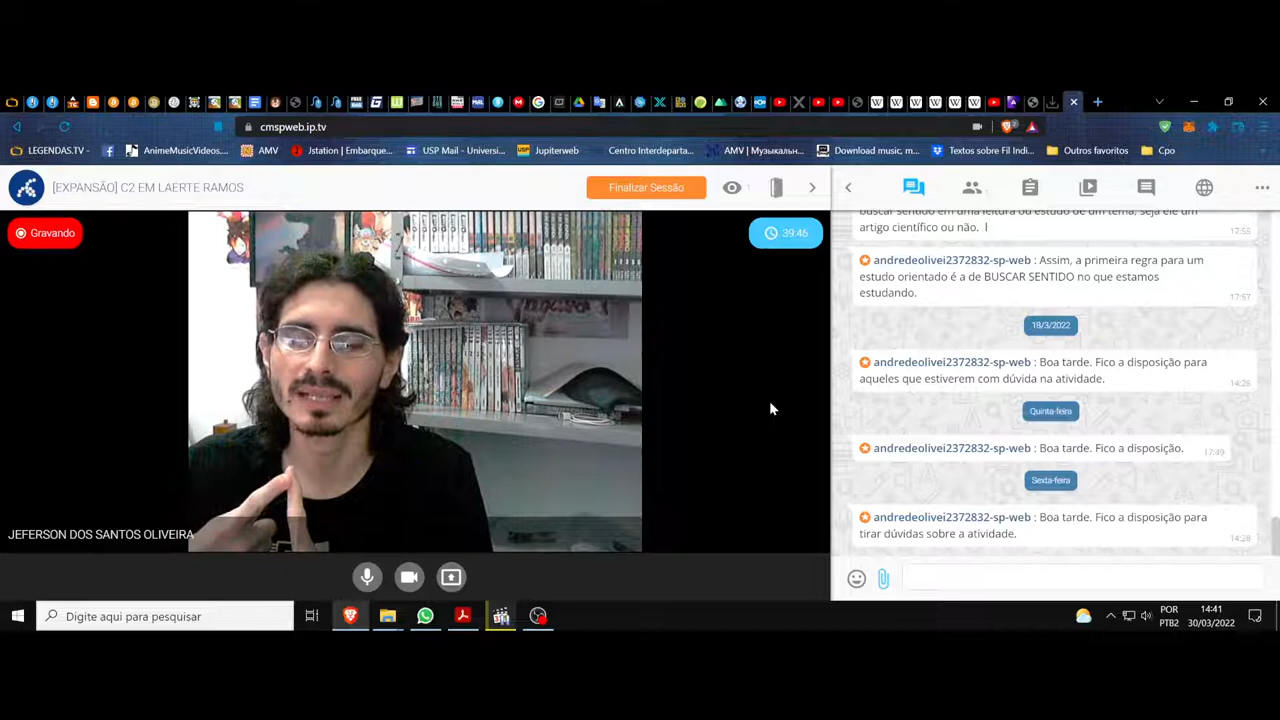 cmspweb.ip.tv
LEGENDAS.TV -
AnimeMusicVideos...
AMV
Jstation | Embarque...
USP Mail - Universi...
Jupiterweb
Centro Interdeparta...
AMV | Музыкальн...
Download music, m...
Textos sobre Fil Indi...
Outros favoritos
Cpo
[EXPANSÃO] C2 EM LAERTE RAMOS
Finalizar Sessão
1
Gravando
39:46
JEFERSON DOS SANTOS OLIVEIRA
buscar sentido em uma leitura ou estudo de um tema, seja ele um
artigo científico ou não. |
17:55
andredeolivei2372832-sp-web : Assim, a primeira regra para um
estudo orientado é a de BUSCAR SENTIDO no que estamos
estudando.
17:57
18/3/2022
andredeolivei2372832-sp-web : Boa tarde. Fico a disposição para
aqueles que estiverem com dúvida na atividade.
14:26
Quinta-feira
andredeolivei2372832-sp-web : Boa tarde. Fico a disposição.
17:49
Sexta-feira
andredeolivei2372832-sp-web : Boa tarde. Fico a disposição para
tirar dúvidas sobre a atividade.
14:28
Digite aqui para pesquisar
POR
PTB2
14:41
30/03/2022